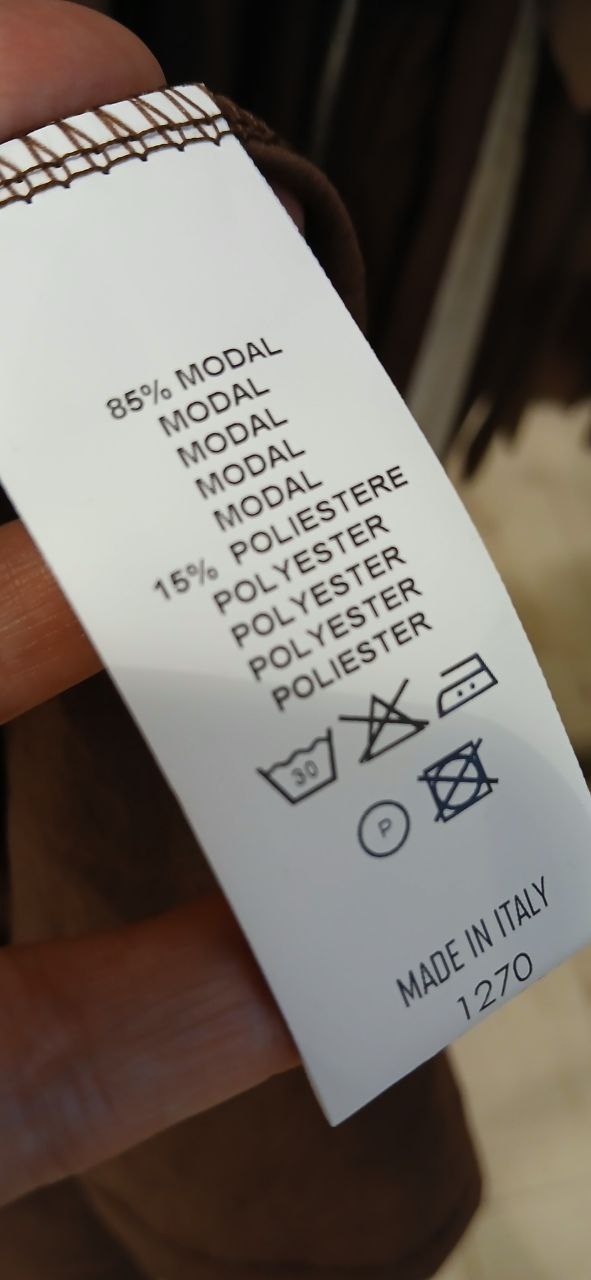 85% MODAL
MODAL
MODAL
MODAL
MODAL
15% POLIESTERE
POLYESTER
POLYESTER
POLYESTER
POLIESTER
30
P
MADE IN ITALY
1270